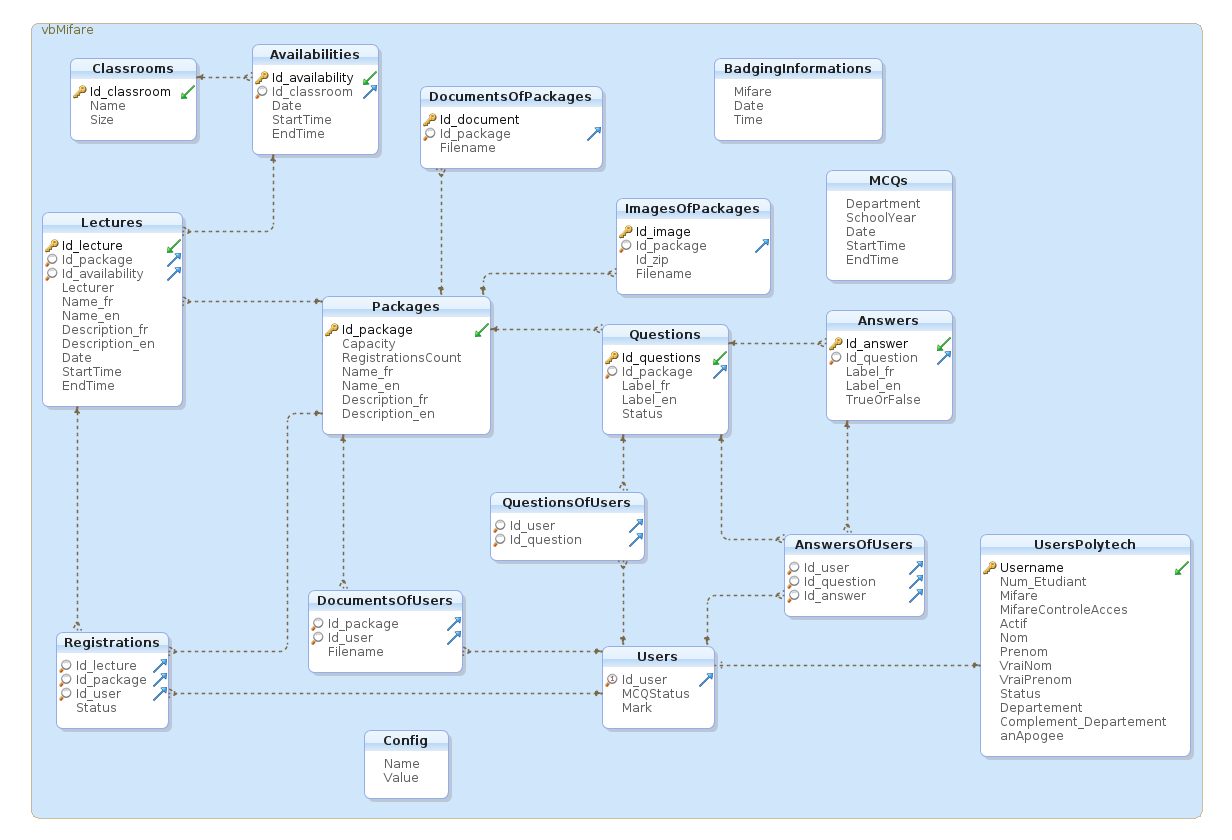 vbMifare
Classrooms
Id_classroom
Name
Size
Availabilities
Id_availability
Id_classroom
Date
StartTime
EndTime
DocumentsOfPackages
Id_document
Id_package
Filename
BadgingInformations
Mifare
Date
Time
MCQs
Department
SchoolYear
Date
StartTime
EndTime
Lectures
Id_lecture
Id_package
Id_availability
Lecturer
Name_fr
Name_en
Description_fr
Description_en
Date
StartTime
EndTime
ImagesOfPackages
Id_image
Id_package
Id_zip
Filename
Packages
Id_package
Capacity
RegistrationsCount
Name_fr
Name_en
Description_fr
Description_en
Questions
Id_questions
Id_package
Label_fr
Label_en
Status
Answers
Id_answer
Id_question
Label_fr
Label_en
TrueOrFalse
QuestionsOfUsers
Id_user
Id_question
AnswersOfUsers
Id_user
Id_question
Id_answer
UsersPolytech
Username
Num_Etudiant
Mifare
MifareControleAcces
Actif
Nom
Prenom
VraiNom
VraiPrenom
Status
Departement
Complement_Departement
anApogee
DocumentsOfUsers
Id_package
Id_user
Filename
Registrations
Id_lecture
Id_package
Id_user
Status
Users
1
Id_user
MCQStatus
Mark
Config
Name
Value